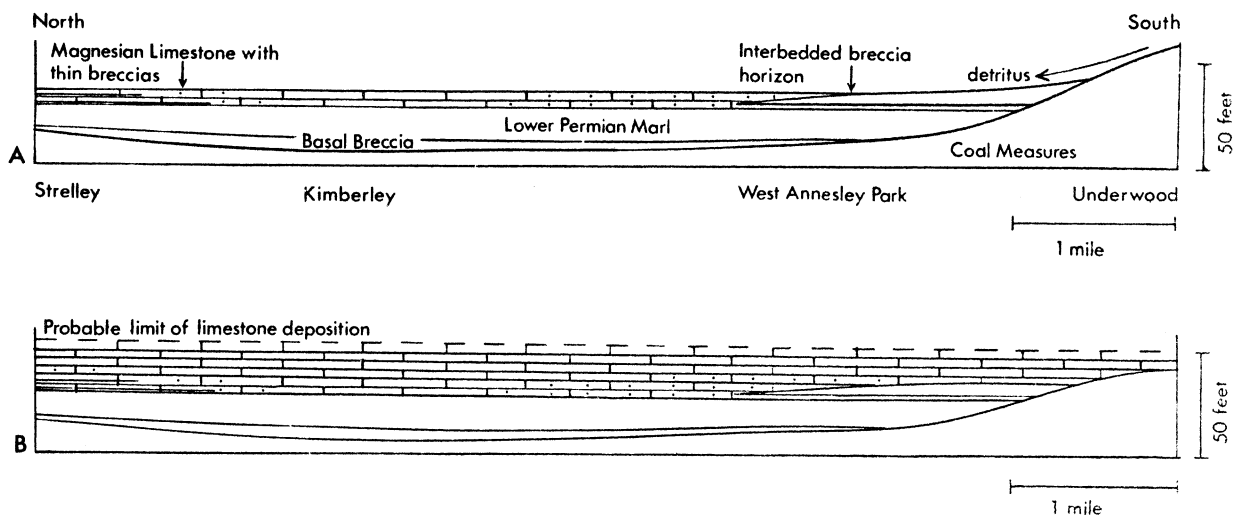 North
South
Magnesian Limestone with
thin breccias
Interbedded breccia
horizon
detritus
Lower Permian Marl
Basal Breccia
Coal Measures
50 feet
A
Strelley
Kimberley
West Annesley Park
Underwood
1 mile
Probable limit of limestone deposition
50 feet
B
1 mile